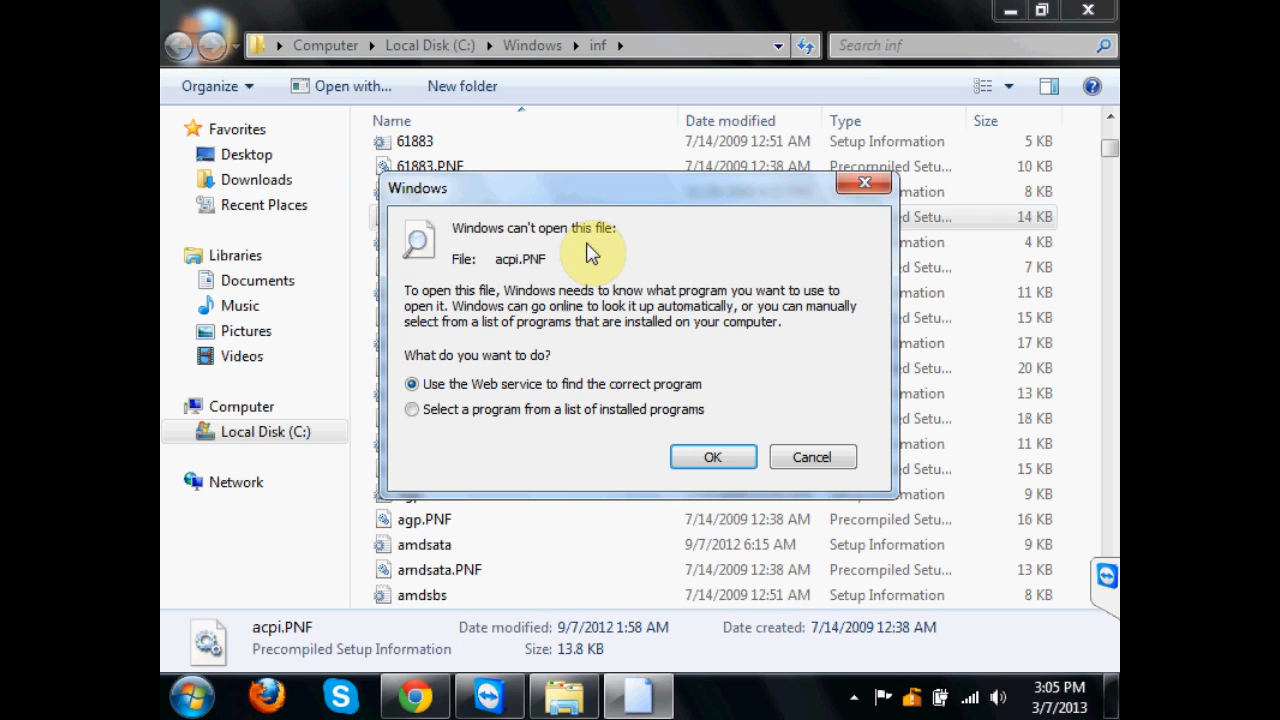 Computer Local Disk (C:) Windows inf
Search inf
Organize Open with... New folder
Favorites
Desktop
Downloads
Recent Places
Libraries
Documents
Music
Pictures
Videos
Computer
Local Disk (C:)
Network
Name Date modified Type Size
61883 7/14/2009 12:51 AM Setup Information 5 KB
61883.PNF 7/14/2009 12:38 AM Precompiled Setu... 10 KB
mation 8 KB
d Setu... 14 KB
mation 4 KB
d Setu... 7 KB
mation 11 KB
d Setu... 15 KB
mation 17 KB
d Setu... 20 KB
mation 13 KB
d Setu... 18 KB
mation 11 KB
d Setu... 15 KB
mation 9 KB
agp.PNF 7/14/2009 12:38 AM Precompiled Setu... 16 KB
amdsata 9/7/2012 6:15 AM Setup Information 9 KB
amdsata.PNF 7/14/2009 12:38 AM Precompiled Setu... 13 KB
amdsbs 7/14/2009 12:51 AM Setup Information 8 KB
Windows
Windows can't open this file:
File: acpi.PNF
To open this file, Windows needs to know what program you want to use to
open it. Windows can go online to look it up automatically, or you can manually
select from a list of programs that are installed on your computer.
What do you want to do?
Use the Web service to find the correct program
Select a program from a list of installed programs
OK Cancel
acpi.PNF Date modified: 9/7/2012 1:58 AM Date created: 7/14/2009 12:38 AM
Precompiled Setup Information Size: 13.8 KB
3:05 PM
3/7/2013